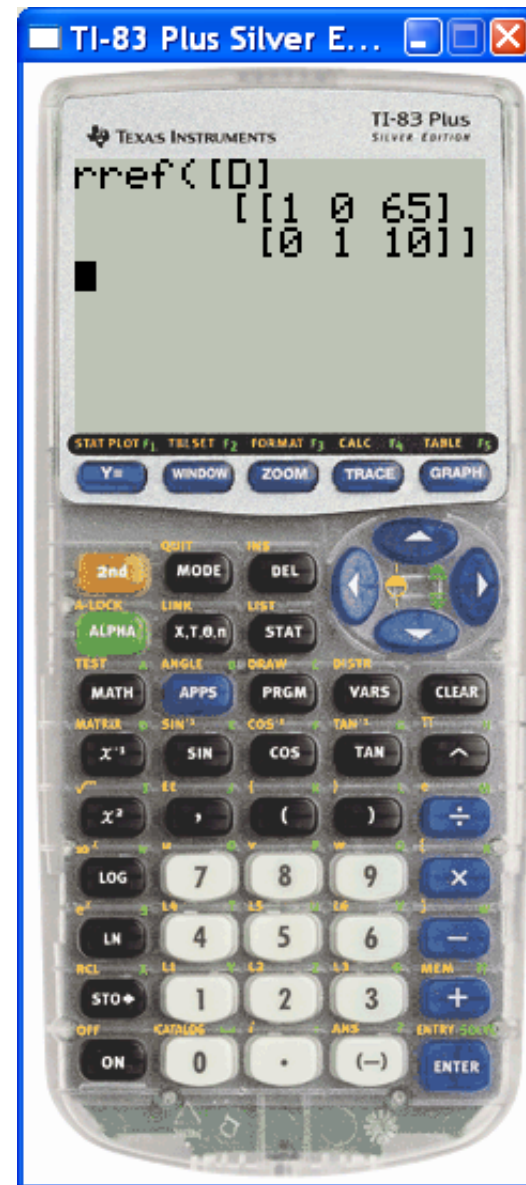 TI-83 Plus Silver E...
TEXAS INSTRUMENTS
TI-83 Plus
SILVER EDITION
rref([D]
[[1 0 65]
[0 1 10]]
STAT PLOT F1 TBLSET F2 FORMAT F3 CALC F4 TABLE F5
Y= WINDOW ZOOM TRACE GRAPH
QUIT INS
2nd MODE DEL
A-LOCK LINK LIST
ALPHA X,T,θ,n STAT
TEST ANGLE DRAW DISTR
MATH APPS PRGM VARS CLEAR
MATRIX SIN⁻¹ COS⁻¹ TAN⁻¹ π
x⁻¹ SIN COS TAN ^
√ EE { } e
x² , ( ) ÷
10ˣ u v w [
LOG 7 8 9 ×
eˣ L4 L5 L6 ]
LN 4 5 6 −
RCL L1 L2 L3 MEM
STO→ 1 2 3 +
OFF CATALOG i ANS ENTRY SOLVE
ON 0 . (−) ENTER